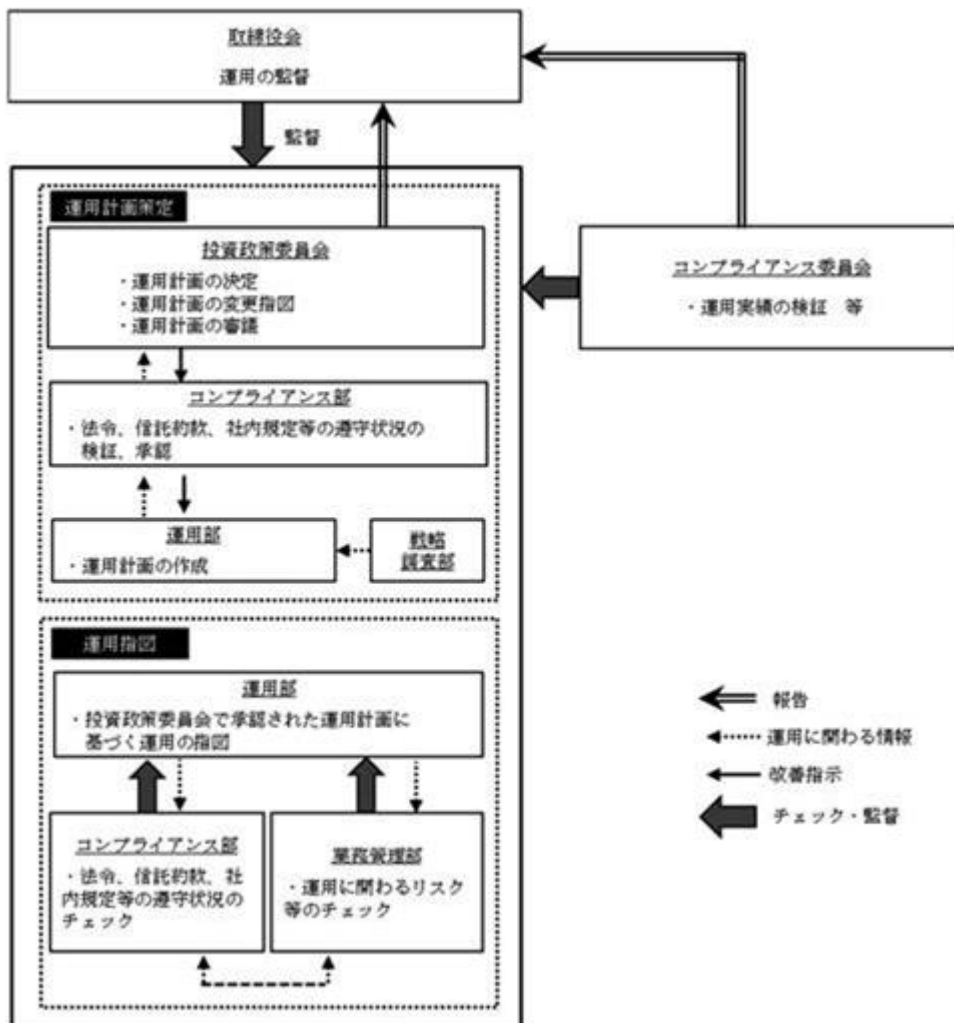 取締役会
運用の監督
監督
運用計画策定
投資政策委員会
・運用計画の決定
・運用計画の変更指図
・運用計画の審議
コンプライアンス委員会
・運用実績の検証　等
コンプライアンス部
・法令、信託約款、社内規定等の遵守状況の
検証、承認
運用部
・運用計画の作成
戦略
調査部
運用指図
運用部
・投資政策委員会で承認された運用計画に
基づく運用の指図
コンプライアンス部
・法令、信託約款、社
内規定等の遵守状況の
チェック
業務管理部
・運用に関わるリスク
等のチェック
報告
運用に関わる情報
改善指示
チェック・監督